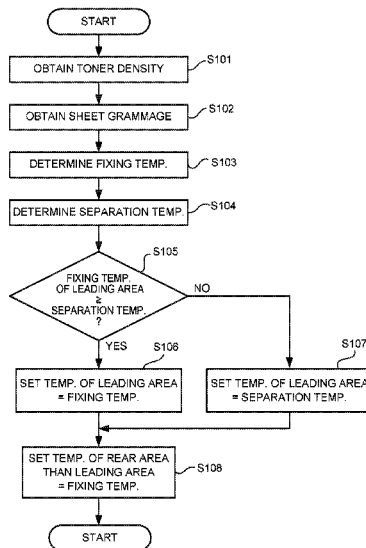 START
OBTAIN TONER DENSITY
S101
OBTAIN SHEET GRAMMAGE
S102
DETERMINE FIXING TEMP.
S103
DETERMINE SEPARATION TEMP.
S104
S105
FIXING TEMP.
OF LEADING AREA
≥
SEPARATION TEMP.
?
NO
YES
S106
SET TEMP. OF LEADING AREA
= FIXING TEMP.
S107
SET TEMP. OF LEADING AREA
= SEPARATION TEMP.
SET TEMP. OF REAR AREA
THAN LEADING AREA
= FIXING TEMP.
S108
START